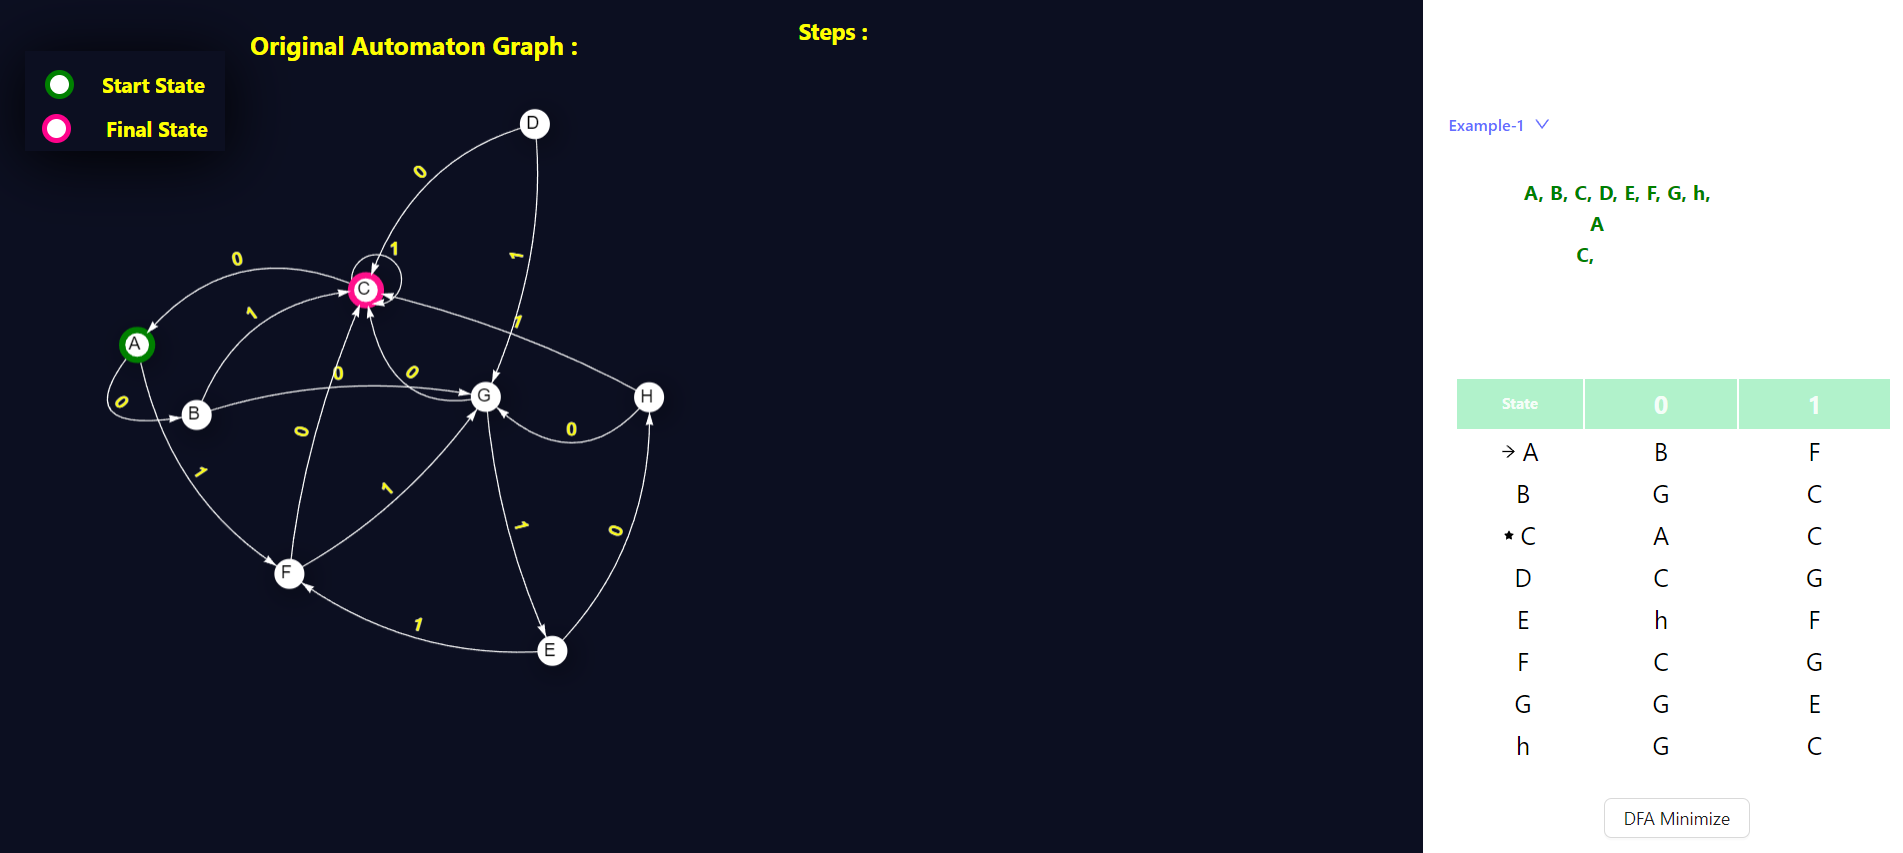 Original Automaton Graph :
Steps :
Start State
Final State
D
0
1
1
0
C
1
1
A
0
0
0
B
G
H
0
0
1
1
1
0
F
1
E
Example-1
A, B, C, D, E, F, G, h,
A
C,
State 0 1
→ A B F
B G C
★ C A C
D C G
E h F
F C G
G G E
h G C
DFA Minimize